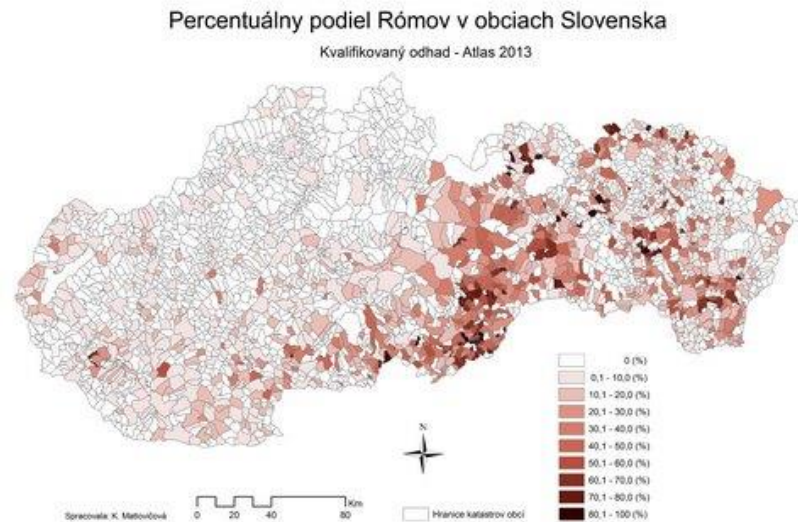 Percentuálny podiel Rómov v obciach Slovenska
Kvalifikovaný odhad - Atlas 2013
0 (%)
0,1 - 10,0 (%)
10,1 - 20,0 (%)
20,1 - 30,0 (%)
30,1 - 40,0 (%)
40,1 - 50,0 (%)
50,1 - 60,0 (%)
60,1 - 70,0 (%)
70,1 - 80,0 (%)
80,1 - 100 (%)
N
Km
0 20 40 80
Spracovala: K. Matlovičová
Hranice katastrov obcí